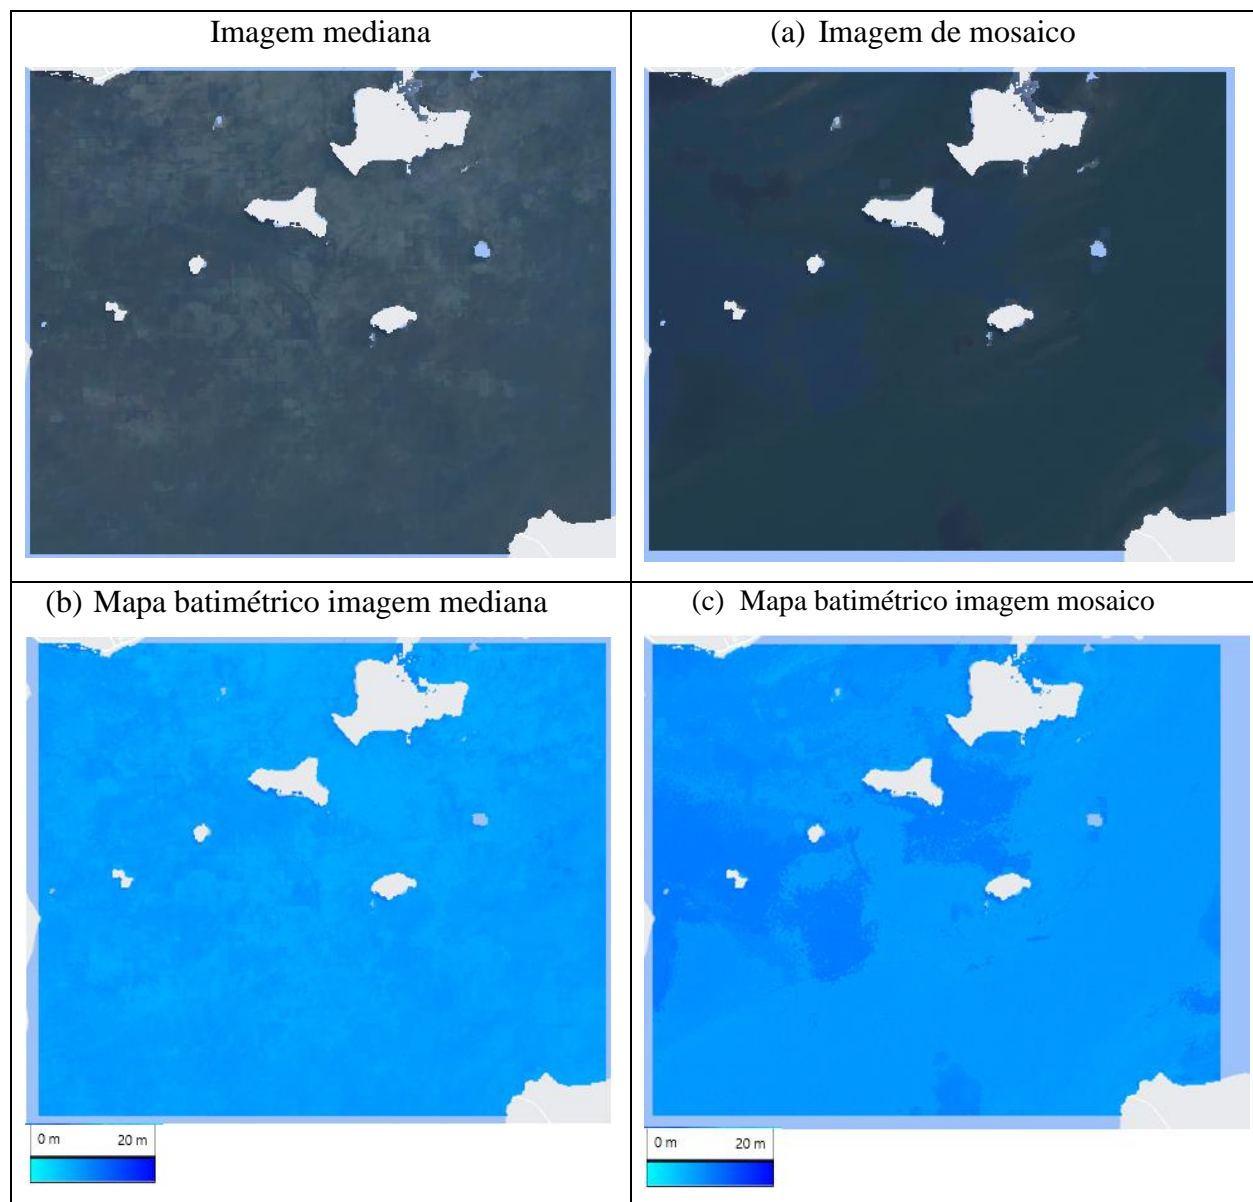 Imagem mediana
(a) Imagem de mosaico
(b) Mapa batimétrico imagem mediana
(c) Mapa batimétrico imagem mosaico
0 m 20 m
0 m 20 m